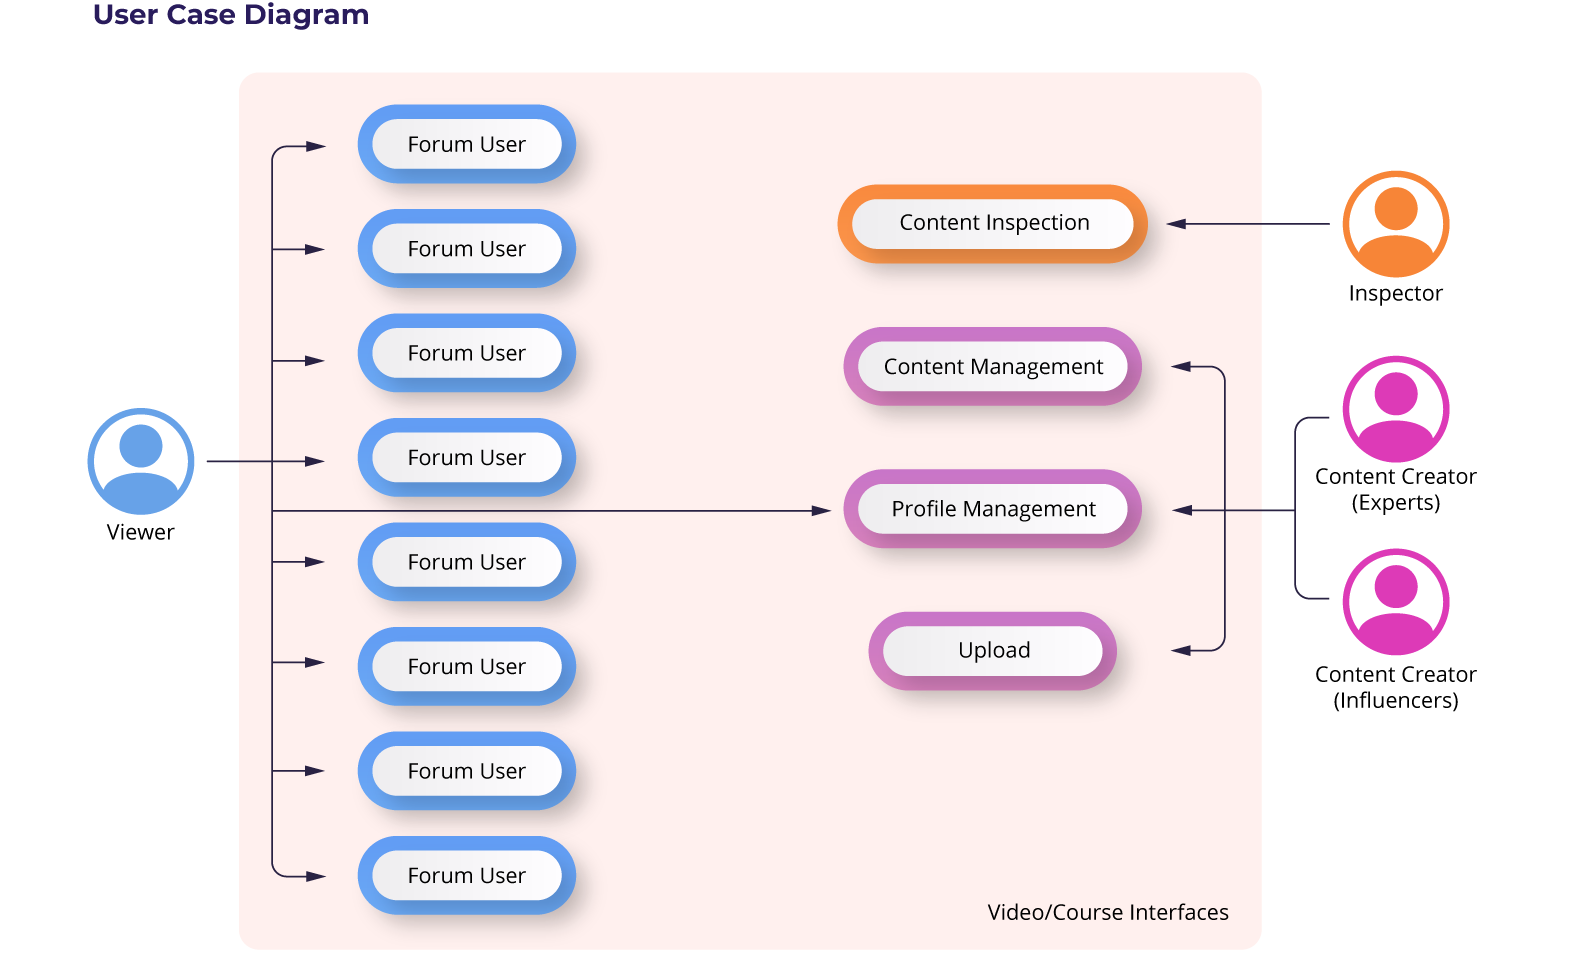 User Case Diagram
Forum User
Forum User
Forum User
Forum User
Forum User
Forum User
Forum User
Forum User
Viewer
Content Inspection
Content Management
Profile Management
Upload
Video/Course Interfaces
Inspector
Content Creator
(Experts)
Content Creator
(Influencers)